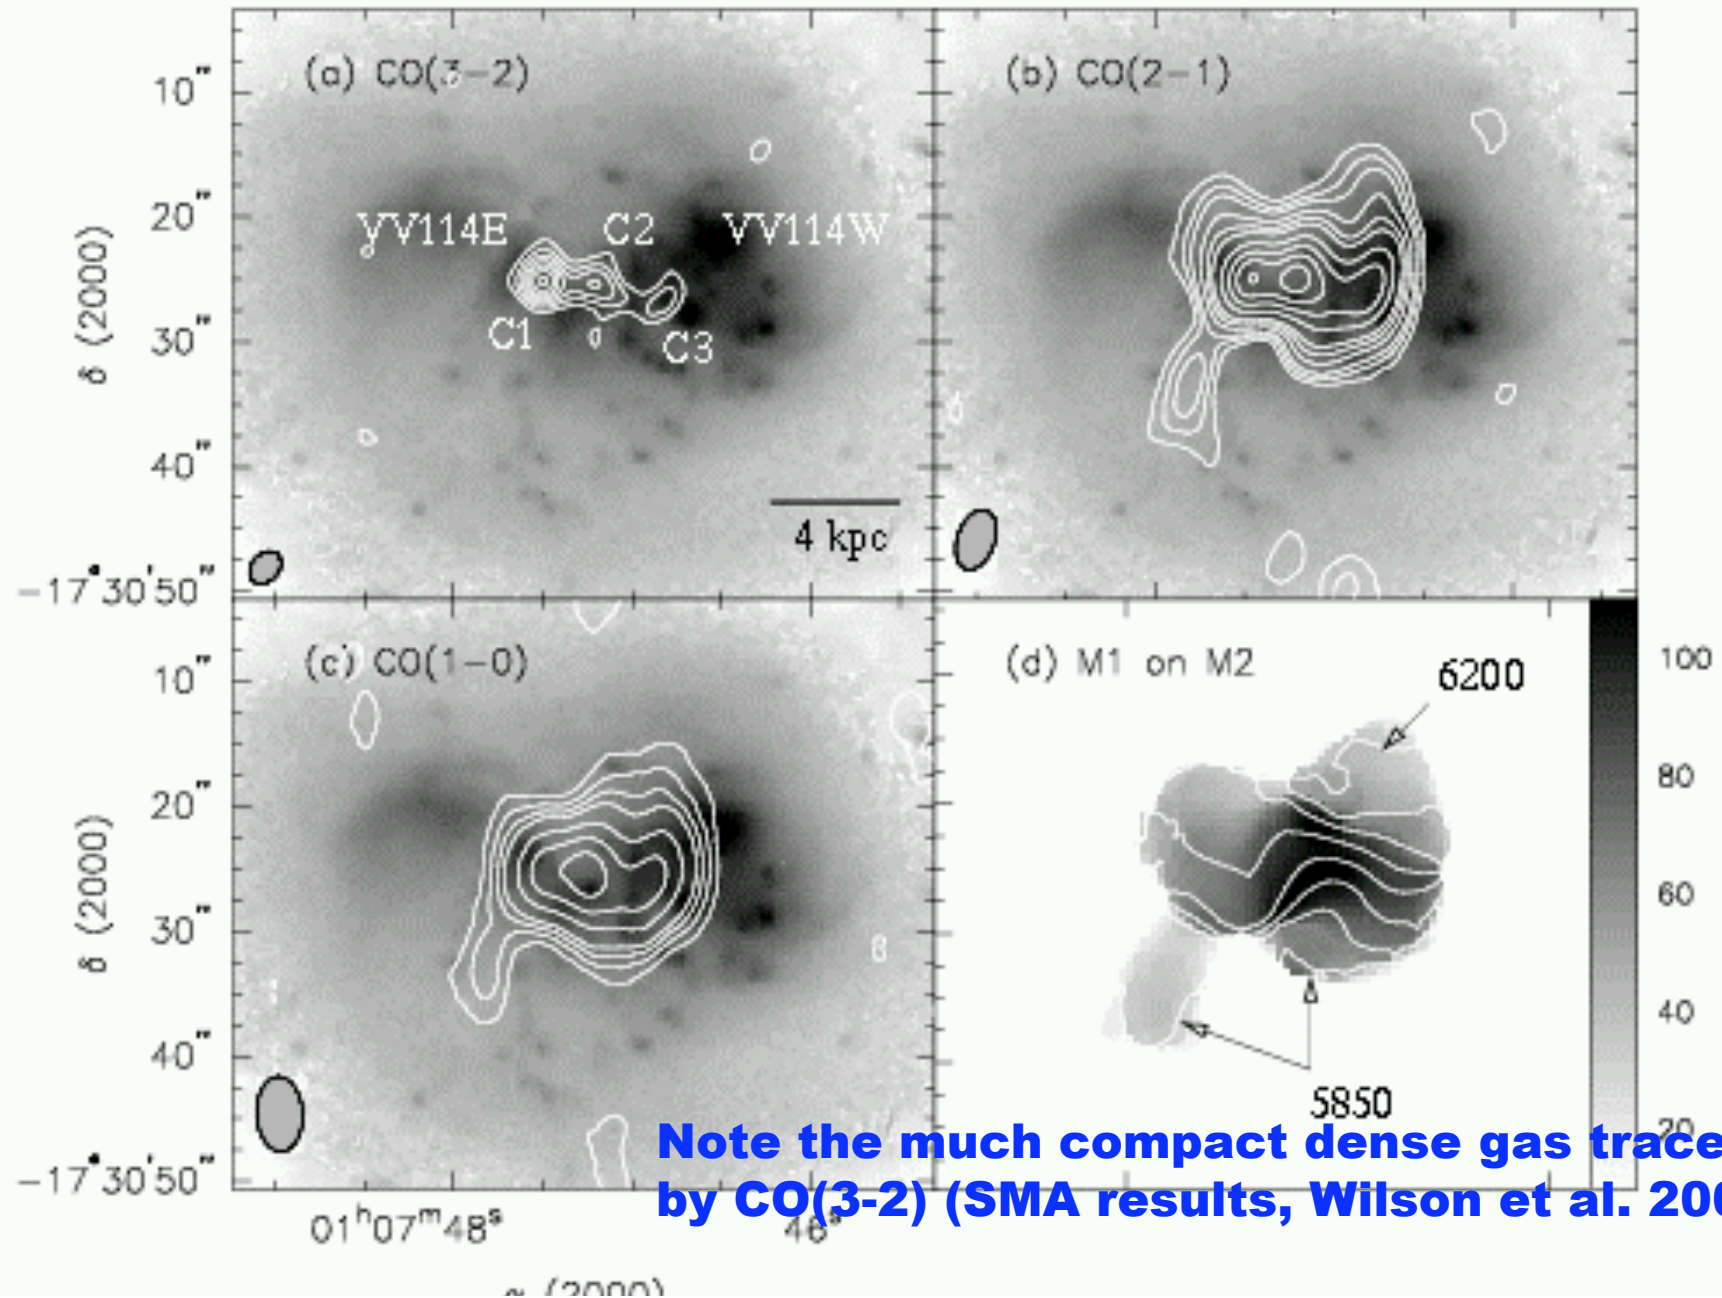 (a) CO(3-2)
(b) CO(2-1)
10"
20"
30"
40"
-17°30'50"
δ (2000)
VV114E
C2
VV114W
C1
C3
4 kpc
(c) CO(1-0)
(d) M1 on M2
10"
20"
30"
40"
-17°30'50"
δ (2000)
6200
5850
100
80
60
40
20
Note the much compact dense gas trace
by CO(3-2) (SMA results, Wilson et al. 200
01h07m48s
46s
α (2000)